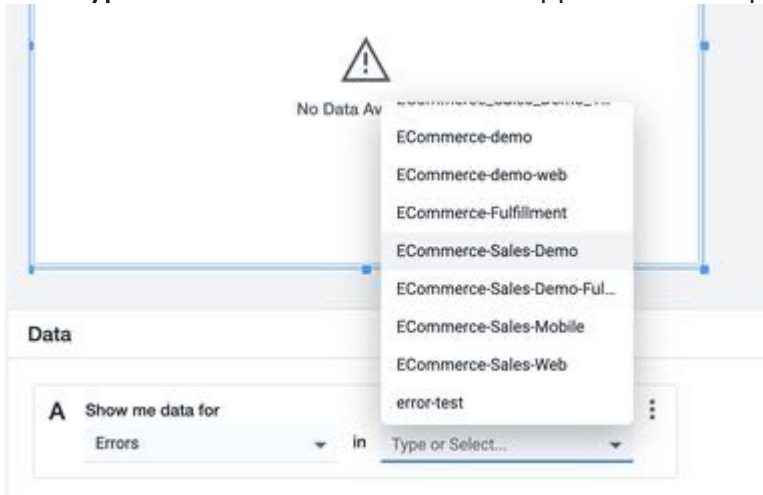 No Data Av
ECommerce-demo
ECommerce-demo-web
ECommerce-Fulfillment
ECommerce-Sales-Demo
ECommerce-Sales-Demo-Ful...
ECommerce-Sales-Mobile
ECommerce-Sales-Web
error-test
Data
A Show me data for
Errors in Type or Select...